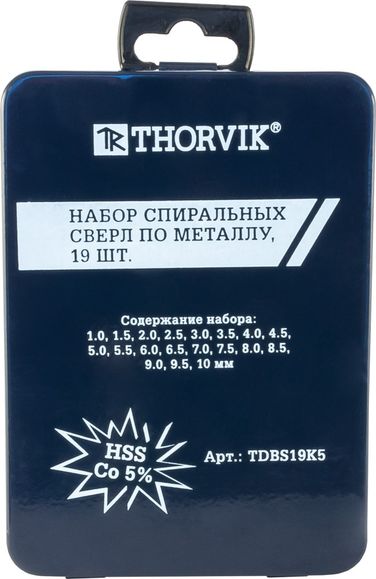 TR THORVIK®
НАБОР СПИРАЛЬНЫХ
СВЕРЛ ПО МЕТАЛЛУ,
19 ШТ.
Содержание набора:
1.0, 1.5, 2.0, 2.5, 3.0, 3.5, 4.0, 4.5,
5.0, 5.5, 6.0, 6.5, 7.0, 7.5, 8.0, 8.5,
9.0, 9.5, 10 мм
HSS
Co 5%
Арт.: TDBS19K5